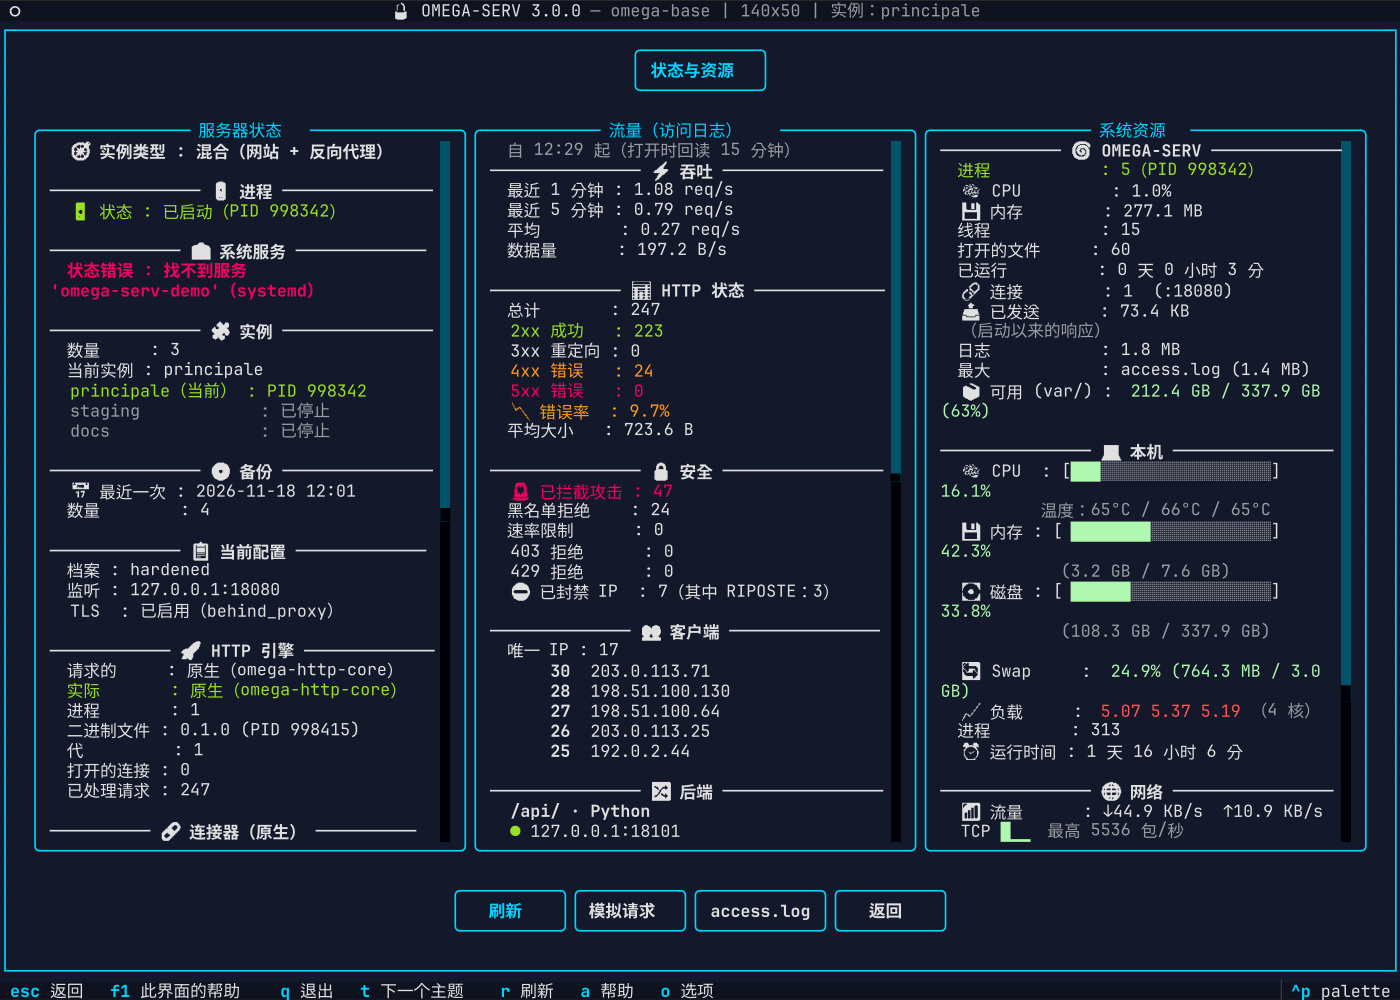 OMEGA-SERV 3.0.0 — omega-base | 140x50 | 实例：principale
状态与资源
服务器状态
实例类型 : 混合（网站 + 反向代理）
进程
状态 : 已启动（PID 998342）
系统服务
状态错误 : 找不到服务
'omega-serv-demo'（systemd）
实例
数量 : 3
当前实例 : principale
principale（当前） : PID 998342
staging : 已停止
docs : 已停止
备份
最近一次 : 2026-11-18 12:01
数量 : 4
当前配置
档案 : hardened
监听 : 127.0.0.1:18080
TLS : 已启用（behind_proxy）
HTTP 引擎
请求的 : 原生（omega-http-core）
实际 : 原生（omega-http-core）
进程 : 1
二进制文件 : 0.1.0 (PID 998415)
代 : 1
打开的连接 : 0
已处理请求 : 247
连接器（原生）
流量（访问日志）
自 12:29 起（打开时回读 15 分钟）
吞吐
最近 1 分钟 : 1.08 req/s
最近 5 分钟 : 0.79 req/s
平均 : 0.27 req/s
数据量 : 197.2 B/s
HTTP 状态
总计 : 247
2xx 成功 : 223
3xx 重定向 : 0
4xx 错误 : 24
5xx 错误 : 0
错误率 : 9.7%
平均大小 : 723.6 B
安全
已拦截攻击 : 47
黑名单拒绝 : 24
速率限制 : 0
403 拒绝 : 0
429 拒绝 : 0
已封禁 IP : 7（其中 RIPOSTE：3）
客户端
唯一 IP : 17
30 203.0.113.71
28 198.51.100.130
27 198.51.100.64
26 203.0.113.25
25 192.0.2.44
后端
/api/ · Python
127.0.0.1:18101
系统资源
OMEGA-SERV
进程 : 5（PID 998342）
CPU : 1.0%
内存 : 277.1 MB
线程 : 15
打开的文件 : 60
已运行 : 0 天 0 小时 3 分
连接 : 1 (:18080)
已发送 : 73.4 KB
（启动以来的响应）
日志 : 1.8 MB
最大 : access.log (1.4 MB)
可用 (var/) : 212.4 GB / 337.9 GB
(63%)
本机
CPU : [ ]
16.1%
温度：65°C / 66°C / 65°C
内存 : [ ]
42.3%
(3.2 GB / 7.6 GB)
磁盘 : [ ]
33.8%
(108.3 GB / 337.9 GB)
Swap : 24.9% (764.3 MB / 3.0
GB)
负载 : 5.07 5.37 5.19 (4 核)
进程 : 313
运行时间 : 1 天 16 小时 6 分
网络
流量 : ↓44.9 KB/s ↑10.9 KB/s
TCP 最高 5536 包/秒
刷新 模拟请求 access.log 返回
esc 返回 f1 此界面的帮助 q 退出 t 下一个主题 r 刷新 a 帮助 o 选项 ^p palette